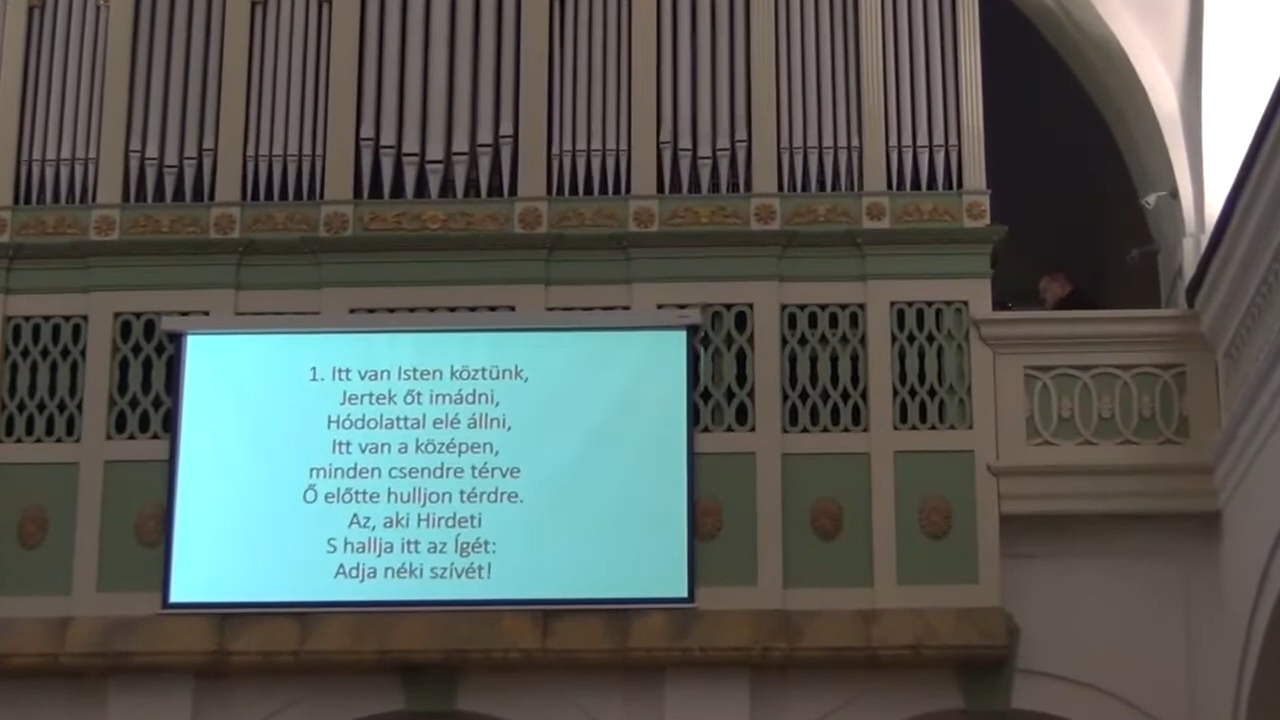 1. Itt van Isten köztünk,
Jertek őt imádni,
Hódolattal elé állni,
Itt van a középen,
minden csendre térve
Ő előtte hulljon térdre.
Az, aki Hirdeti
S hallja itt az Ígét:
Adja néki szívét!